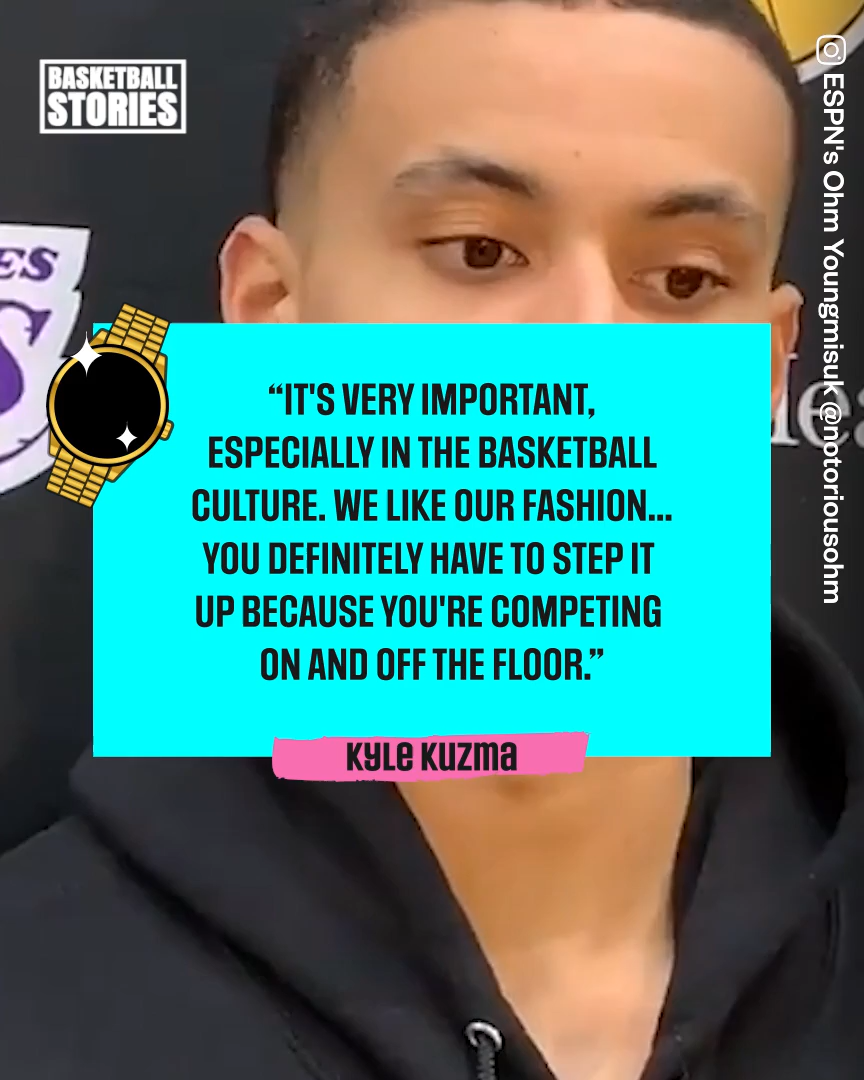 BASKETBALL
STORIES
ESPN's Ohm Youngmisuk @notoriousohm
ES
S
“IT'S VERY IMPORTANT,
ESPECIALLY IN THE BASKETBALL
CULTURE. WE LIKE OUR FASHION...
YOU DEFINITELY HAVE TO STEP IT
UP BECAUSE YOU'RE COMPETING
ON AND OFF THE FLOOR.”
KYLE KUZMA